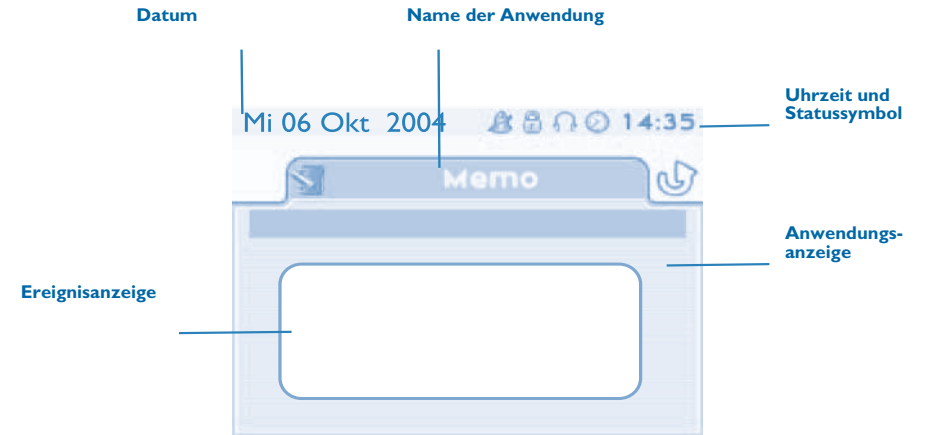 Datum
Name der Anwendung
Uhrzeit und
Statussymbol
Mi 06 Okt 2004
14:35
Memo
Anwendungs-
anzeige
Ereignisanzeige